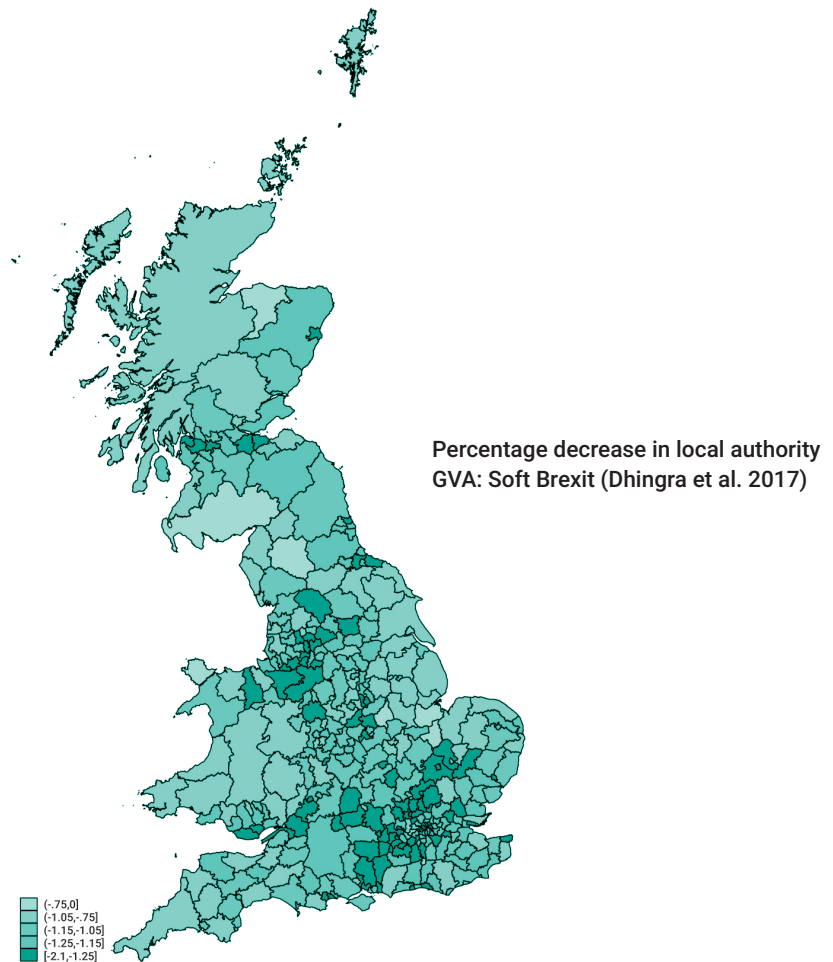 Percentage decrease in local authority
GVA: Soft Brexit (Dhingra et al. 2017)
(-.75,0]
(-1.05,-.75]
(-1.15,-1.05]
(-1.25,-1.15]
[-2.1,-1.25]